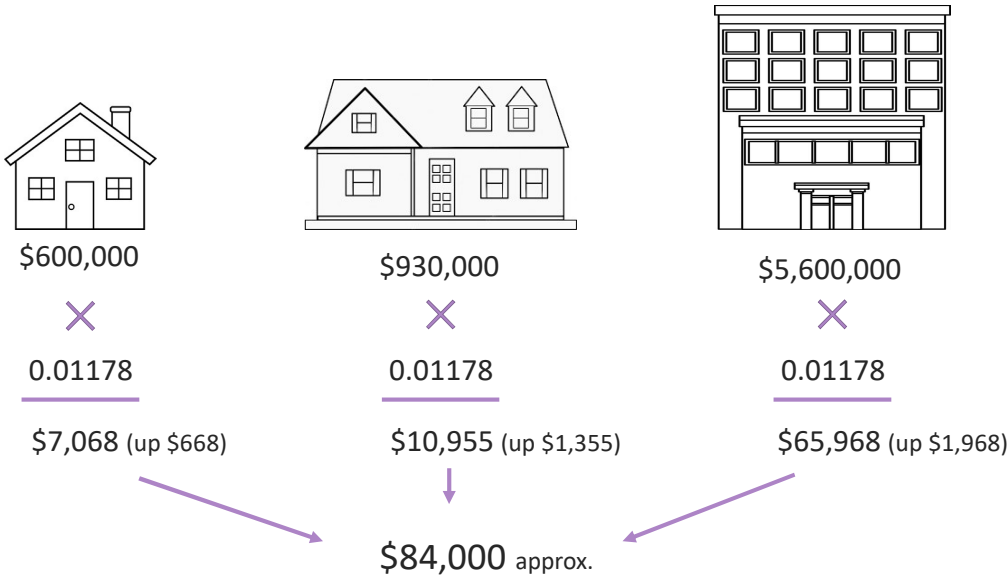 $600,000
$930,000
$5,600,000
0.01178
0.01178
0.01178
$7,068 (up $668)
$10,955 (up $1,355)
$65,968 (up $1,968)
$84,000 approx.